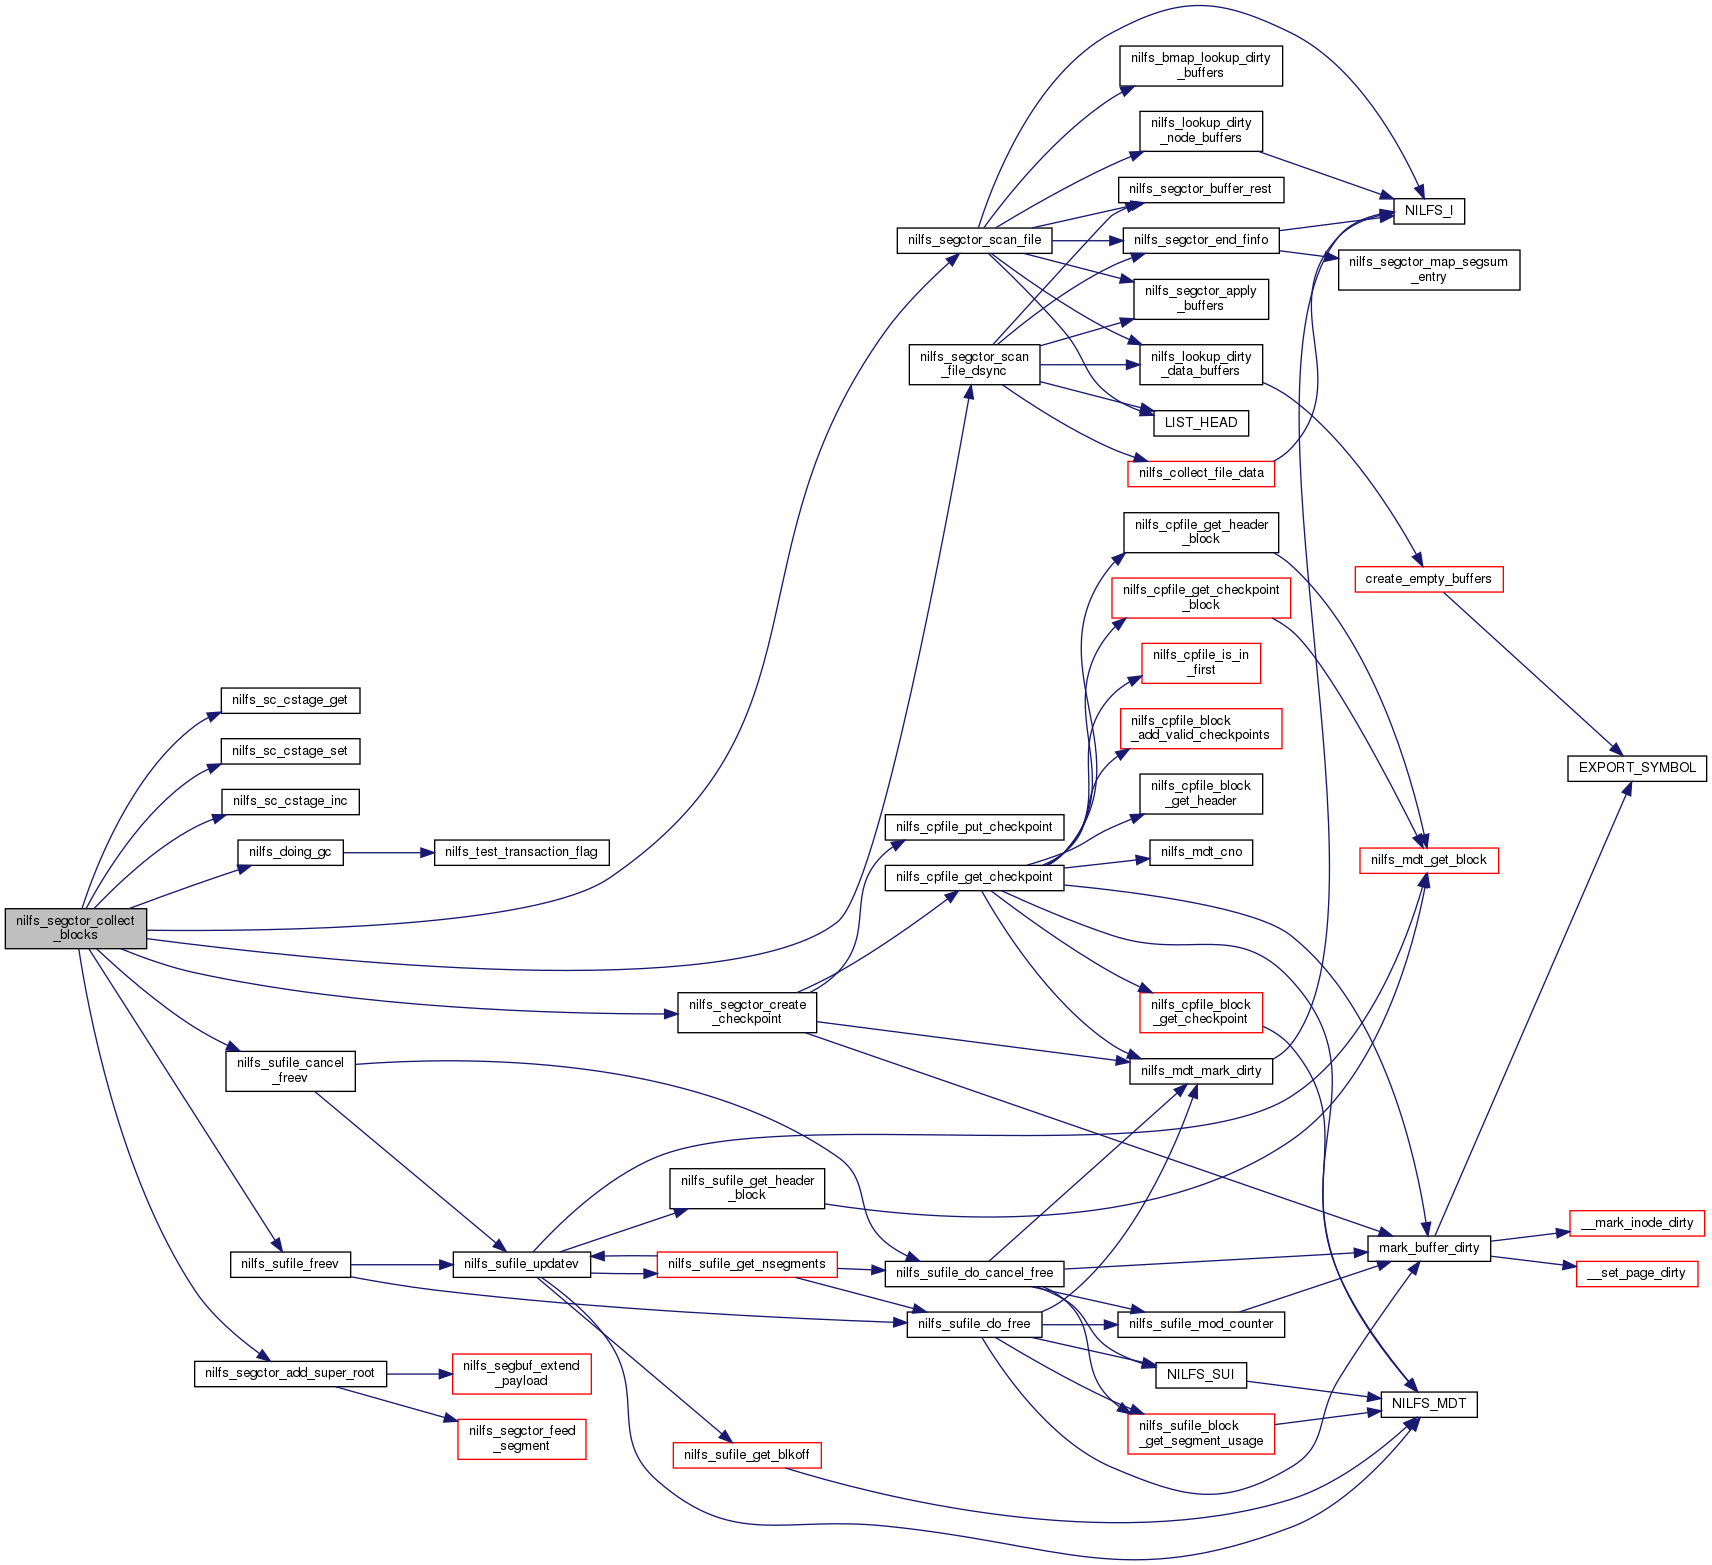 nilfs_segctor_collect
_blocks
nilfs_sc_cstage_get
nilfs_sc_cstage_set
nilfs_sc_cstage_inc
nilfs_doing_gc
nilfs_test_transaction_flag
nilfs_sufile_cancel
_freev
nilfs_sufile_freev
nilfs_segctor_add_super_root
nilfs_sufile_updatev
nilfs_segbuf_extend
_payload
nilfs_segctor_feed
_segment
nilfs_segctor_create
_checkpoint
nilfs_sufile_get_header
_block
nilfs_sufile_get_nsegments
nilfs_sufile_get_blkoff
nilfs_segctor_scan_file
nilfs_segctor_scan
_file_dsync
nilfs_cpfile_put_checkpoint
nilfs_cpfile_get_checkpoint
nilfs_sufile_do_cancel_free
nilfs_sufile_do_free
nilfs_bmap_lookup_dirty
_buffers
nilfs_lookup_dirty
_node_buffers
nilfs_segctor_buffer_rest
nilfs_segctor_end_finfo
nilfs_segctor_apply
_buffers
nilfs_lookup_dirty
_data_buffers
LIST_HEAD
nilfs_collect_file_data
nilfs_cpfile_get_header
_block
nilfs_cpfile_get_checkpoint
_block
nilfs_cpfile_is_in
_first
nilfs_cpfile_block
_add_valid_checkpoints
nilfs_cpfile_block
_get_header
nilfs_mdt_cno
nilfs_cpfile_block
_get_checkpoint
nilfs_mdt_mark_dirty
nilfs_sufile_mod_counter
NILFS_SUI
nilfs_sufile_block
_get_segment_usage
NILFS_I
nilfs_segctor_map_segsum
_entry
create_empty_buffers
nilfs_mdt_get_block
mark_buffer_dirty
NILFS_MDT
EXPORT_SYMBOL
__mark_inode_dirty
__set_page_dirty